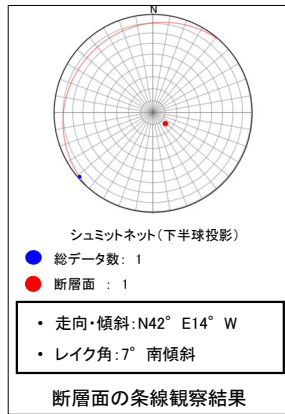 N
シュミットネット(下半球投影)
総データ数: 1
断層面 : 1
• 走向・傾斜:N42° E14° W
• レイク角:7° 南傾斜
断層面の条線観察結果